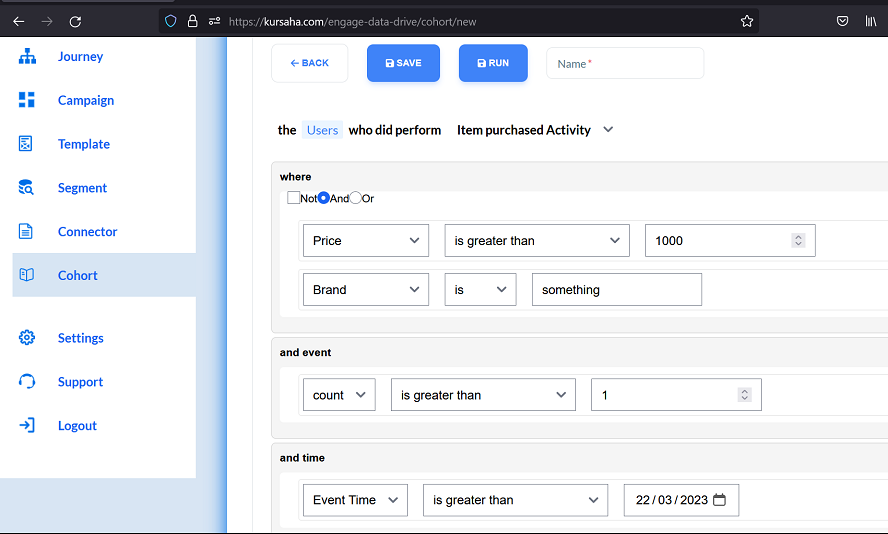 https://kursaha.com/engage-data-drive/cohort/new
Journey
Campaign
Template
Segment
Connector
Cohort
Settings
Support
Logout
BACK SAVE RUN Name*
the Users who did perform Item purchased Activity
where
Not And Or
Price is greater than 1000
Brand is something
and event
count is greater than 1
and time
Event Time is greater than 22/03/2023